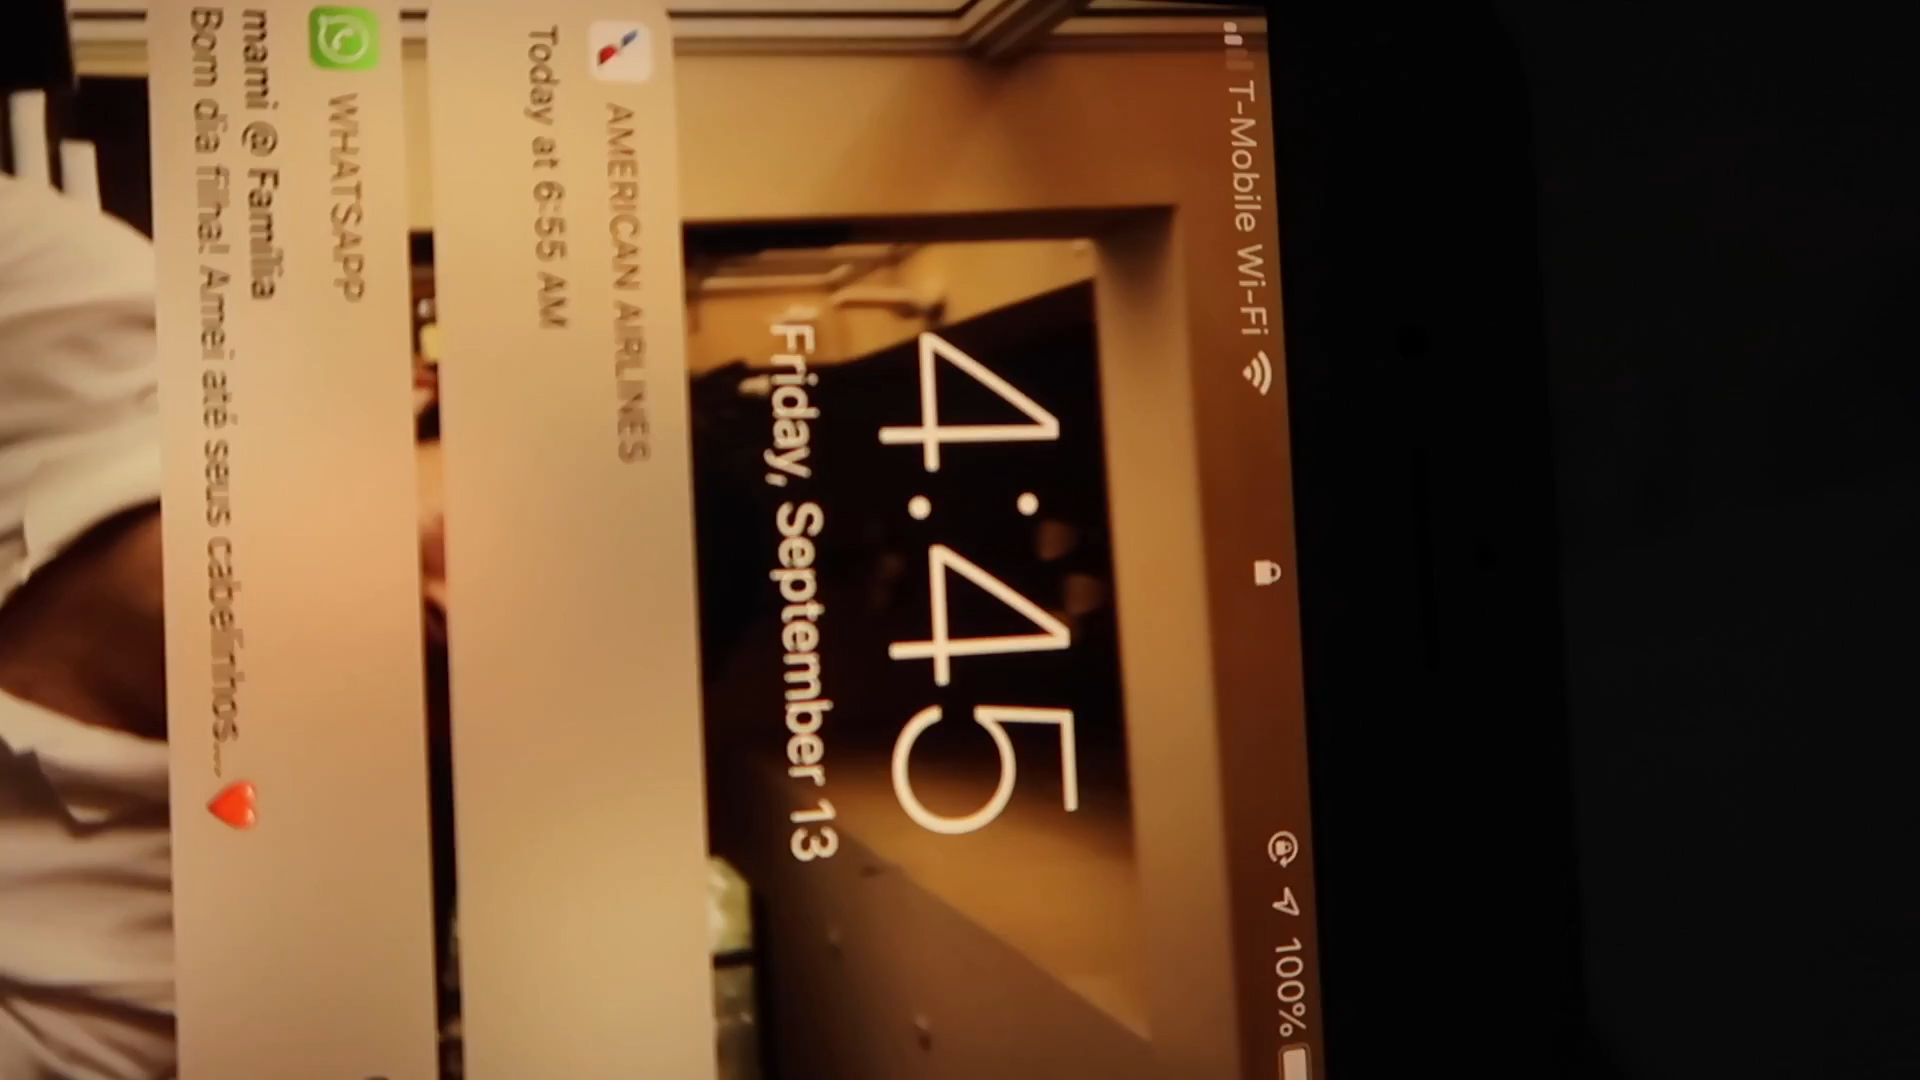 T-Mobile Wi-Fi
100%
4:45
Friday, September 13
AMERICAN AIRLINES
Today at 6:55 AM
WHATSAPP
mami @ Família
Bom dia filha! Amei até seus cabelinhos....❤️